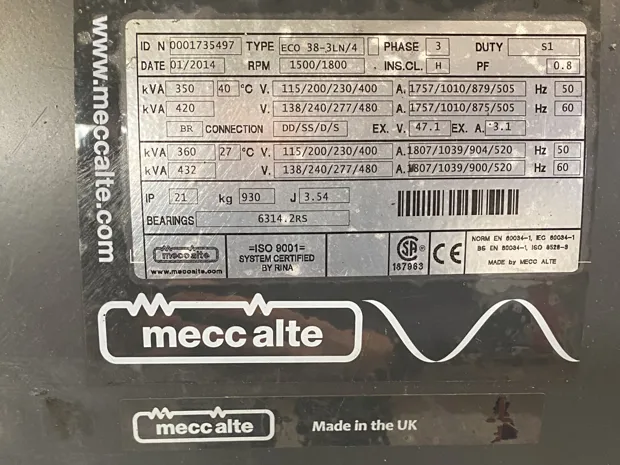 www.meccalte.com
ID N 0001735497 TYPE ECO 38-3LN/4 PHASE 3 DUTY S1
DATE 01/2014 RPM 1500/1800 INS.CL. H PF 0.8
kVA 350 40 °C V. 115/200/230/400 A. 1757/1010/879/505 Hz 50
kVA 420 V. 138/240/277/480 A. 1757/1010/875/505 Hz 60
BR CONNECTION DD/SS/D/S EX. V. 47.1 EX. A. 3.1
kVA 360 27 °C V. 115/200/230/400 A. 1807/1039/904/520 Hz 50
kVA 432 V. 138/240/277/480 A. 1807/1039/900/520 Hz 60
IP 21 kg 930 J 3.54
BEARINGS 6314.2RS
meccalte
www.meccalte.com
=ISO 9001=
SYSTEM CERTIFIED
BY RINA
SA
187963
CE
NORM EN 60034-1, IEC 60034-1
BS EN 60034-1, ISO 8528-3
MADE by MECC ALTE
mecc alte
mecc alte
Made in the UK